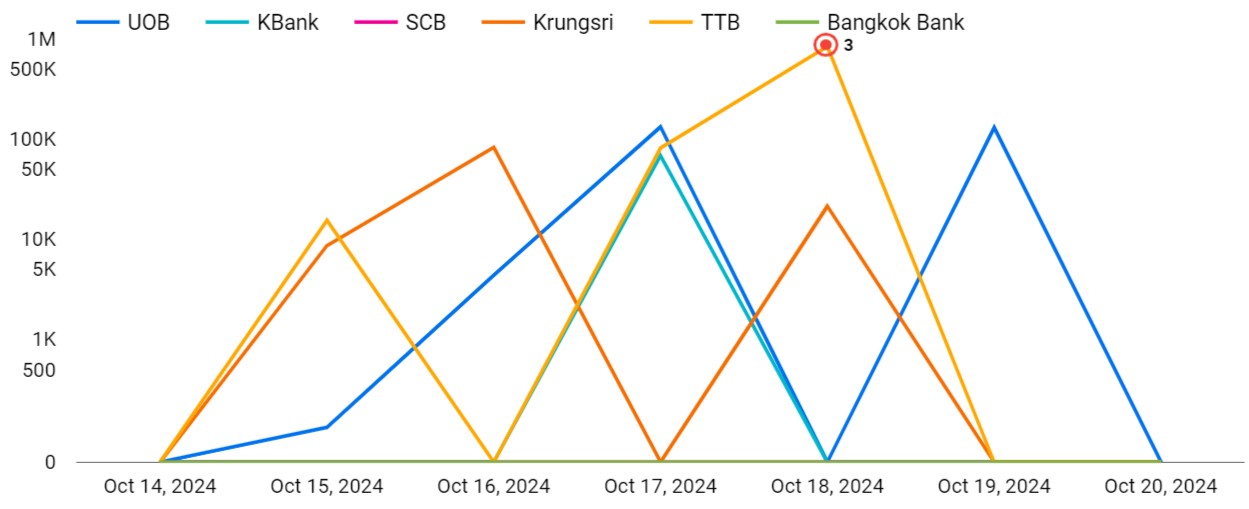 UOB KBank SCB Krungsri TTB Bangkok Bank
1M
3
500K
100K
50K
10K
5K
1K
500
0
Oct 14, 2024 Oct 15, 2024 Oct 16, 2024 Oct 17, 2024 Oct 18, 2024 Oct 19, 2024 Oct 20, 2024